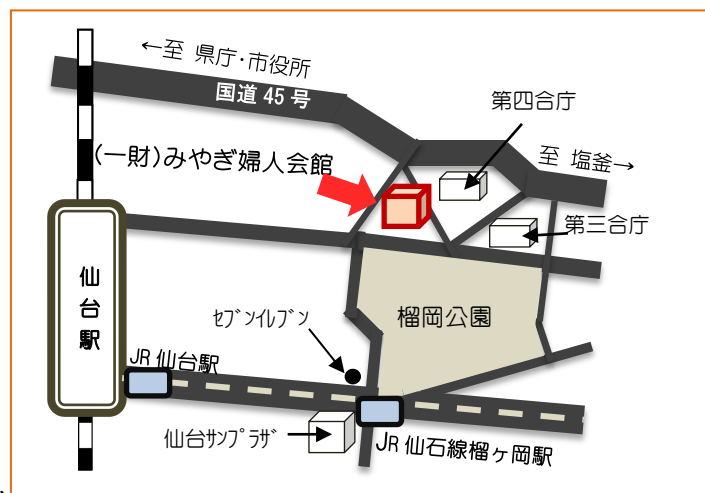 ←至 県庁・市役所
国道 45 号
第四合庁
至 塩釜→
(一財)みやぎ婦人会館
第三合庁
仙台駅
榴岡公園
ｾﾌﾞﾝｲﾚﾌﾞﾝ
JR 仙台駅
仙台ｻﾝﾌﾟﾗｻﾞ
JR 仙石線榴ヶ岡駅